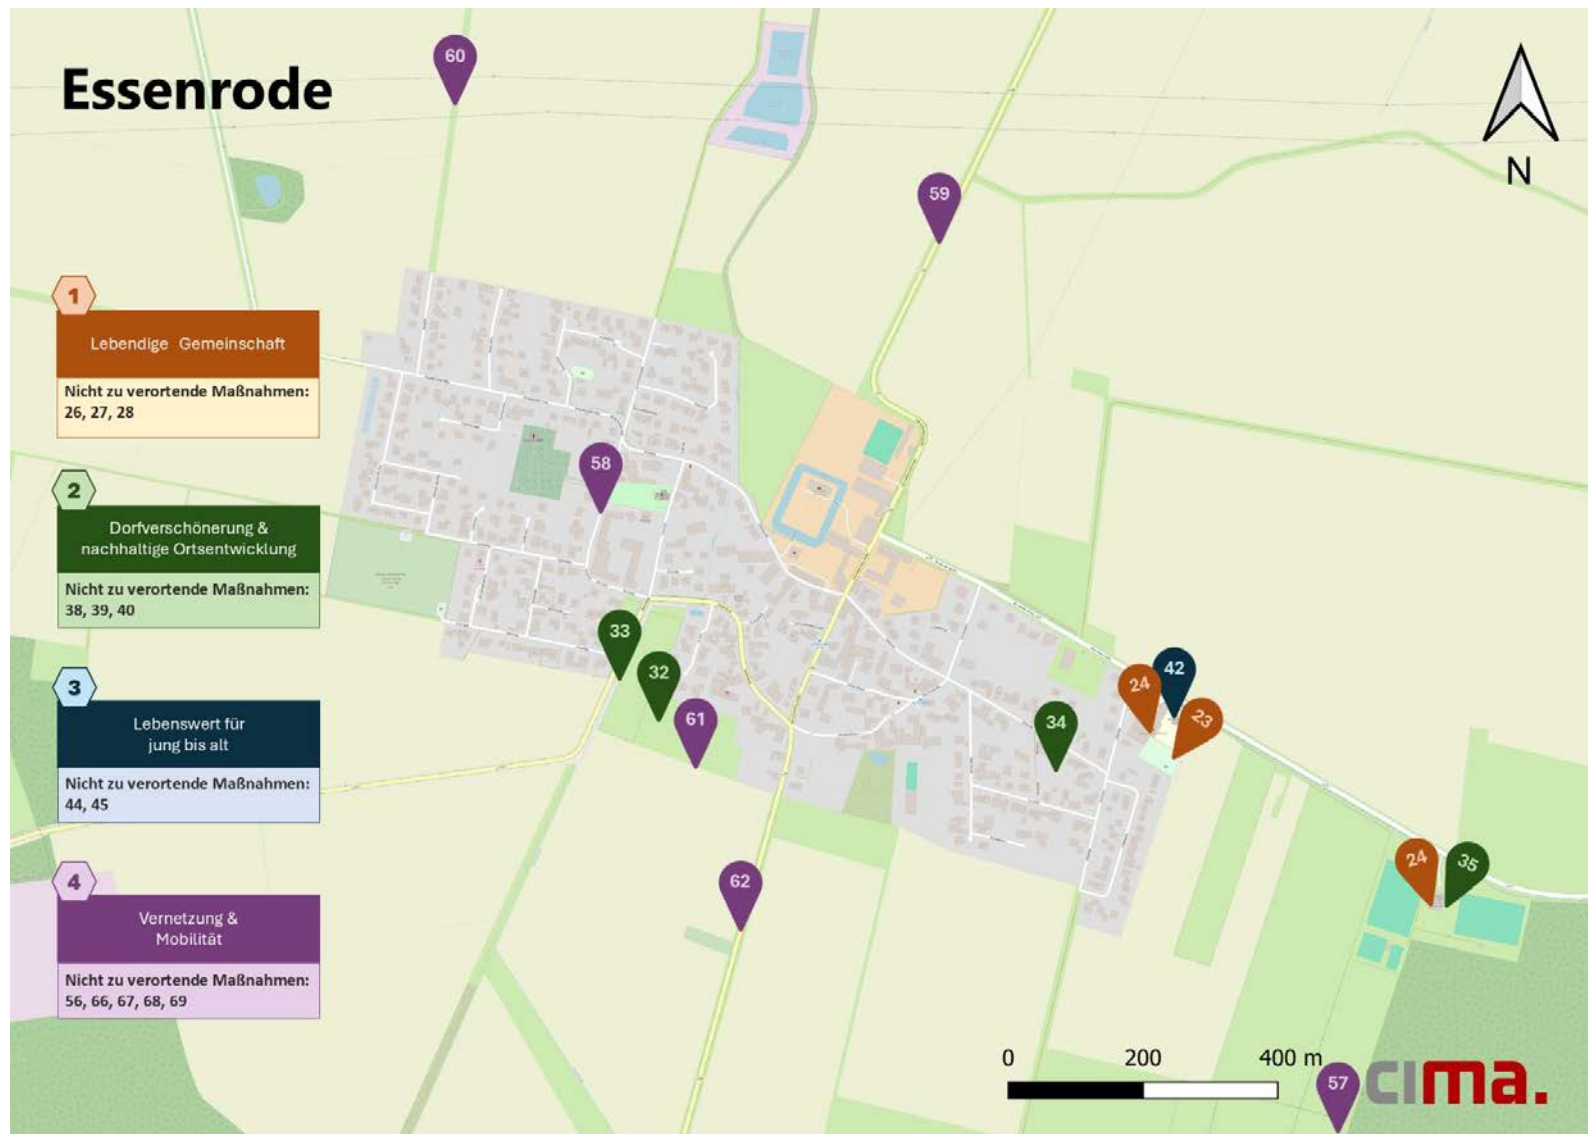 Essenrode
60
59
N
1
Lebendige Gemeinschaft
Nicht zu verortende Maßnahmen:
26, 27, 28
2
Dorfverschönerung &
nachhaltige Ortsentwicklung
Nicht zu verortende Maßnahmen:
38, 39, 40
3
Lebenswert für
jung bis alt
Nicht zu verortende Maßnahmen:
44, 45
4
Vernetzung &
Mobilität
Nicht zu verortende Maßnahmen:
56, 66, 67, 68, 69
58
33
32
61
34
24
42
23
62
24
35
57
0 200 400 m
cima.